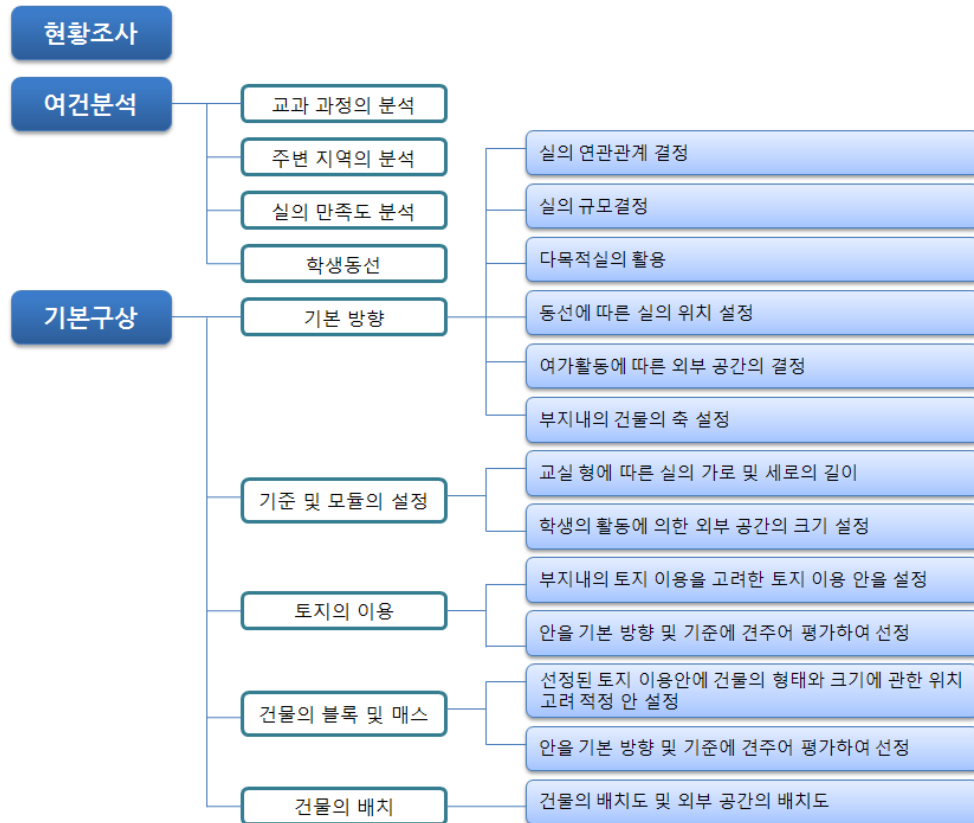 현황조사
여건분석
교과 과정의 분석
주변 지역의 분석
실의 만족도 분석
학생동선
기본구상
기본 방향
실의 연관관계 결정
실의 규모결정
다목적실의 활용
동선에 따른 실의 위치 설정
여가활동에 따른 외부 공간의 결정
부지내의 건물의 축 설정
기준 및 모듈의 설정
교실 형에 따른 실의 가로 및 세로의 길이
학생의 활동에 의한 외부 공간의 크기 설정
토지의 이용
부지내의 토지 이용을 고려한 토지 이용 안을 설정
안을 기본 방향 및 기준에 견주어 평가하여 선정
건물의 블록 및 매스
선정된 토지 이용안에 건물의 형태와 크기에 관한 위치
고려 적정 안 설정
안을 기본 방향 및 기준에 견주어 평가하여 선정
건물의 배치
건물의 배치도 및 외부 공간의 배치도